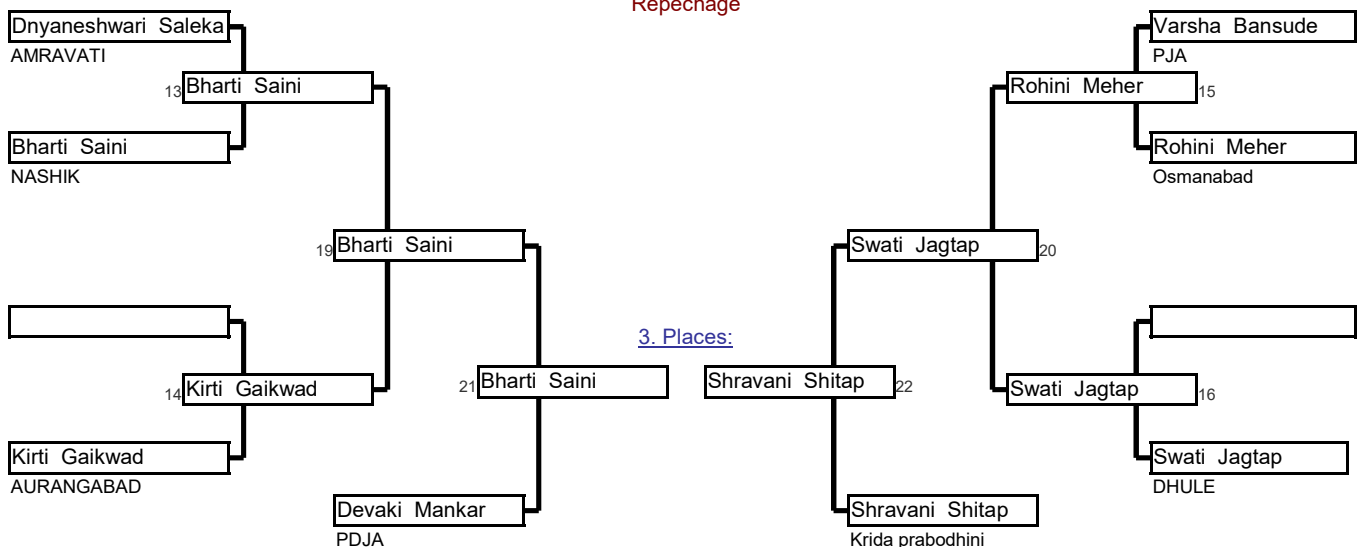 Repechage
Dnyaneshwari Saleka
AMRAVATI
Varsha Bansude
PJA
13 Bharti Saini
Rohini Meher 15
Bharti Saini
NASHIK
Rohini Meher
Osmanabad
19 Bharti Saini
Swati Jagtap 20
3. Places:
14 Kirti Gaikwad
21 Bharti Saini
Shravani Shitap 22
Swati Jagtap 16
Kirti Gaikwad
AURANGABAD
Swati Jagtap
DHULE
Devaki Mankar
PDJA
Shravani Shitap
Krida prabodhini